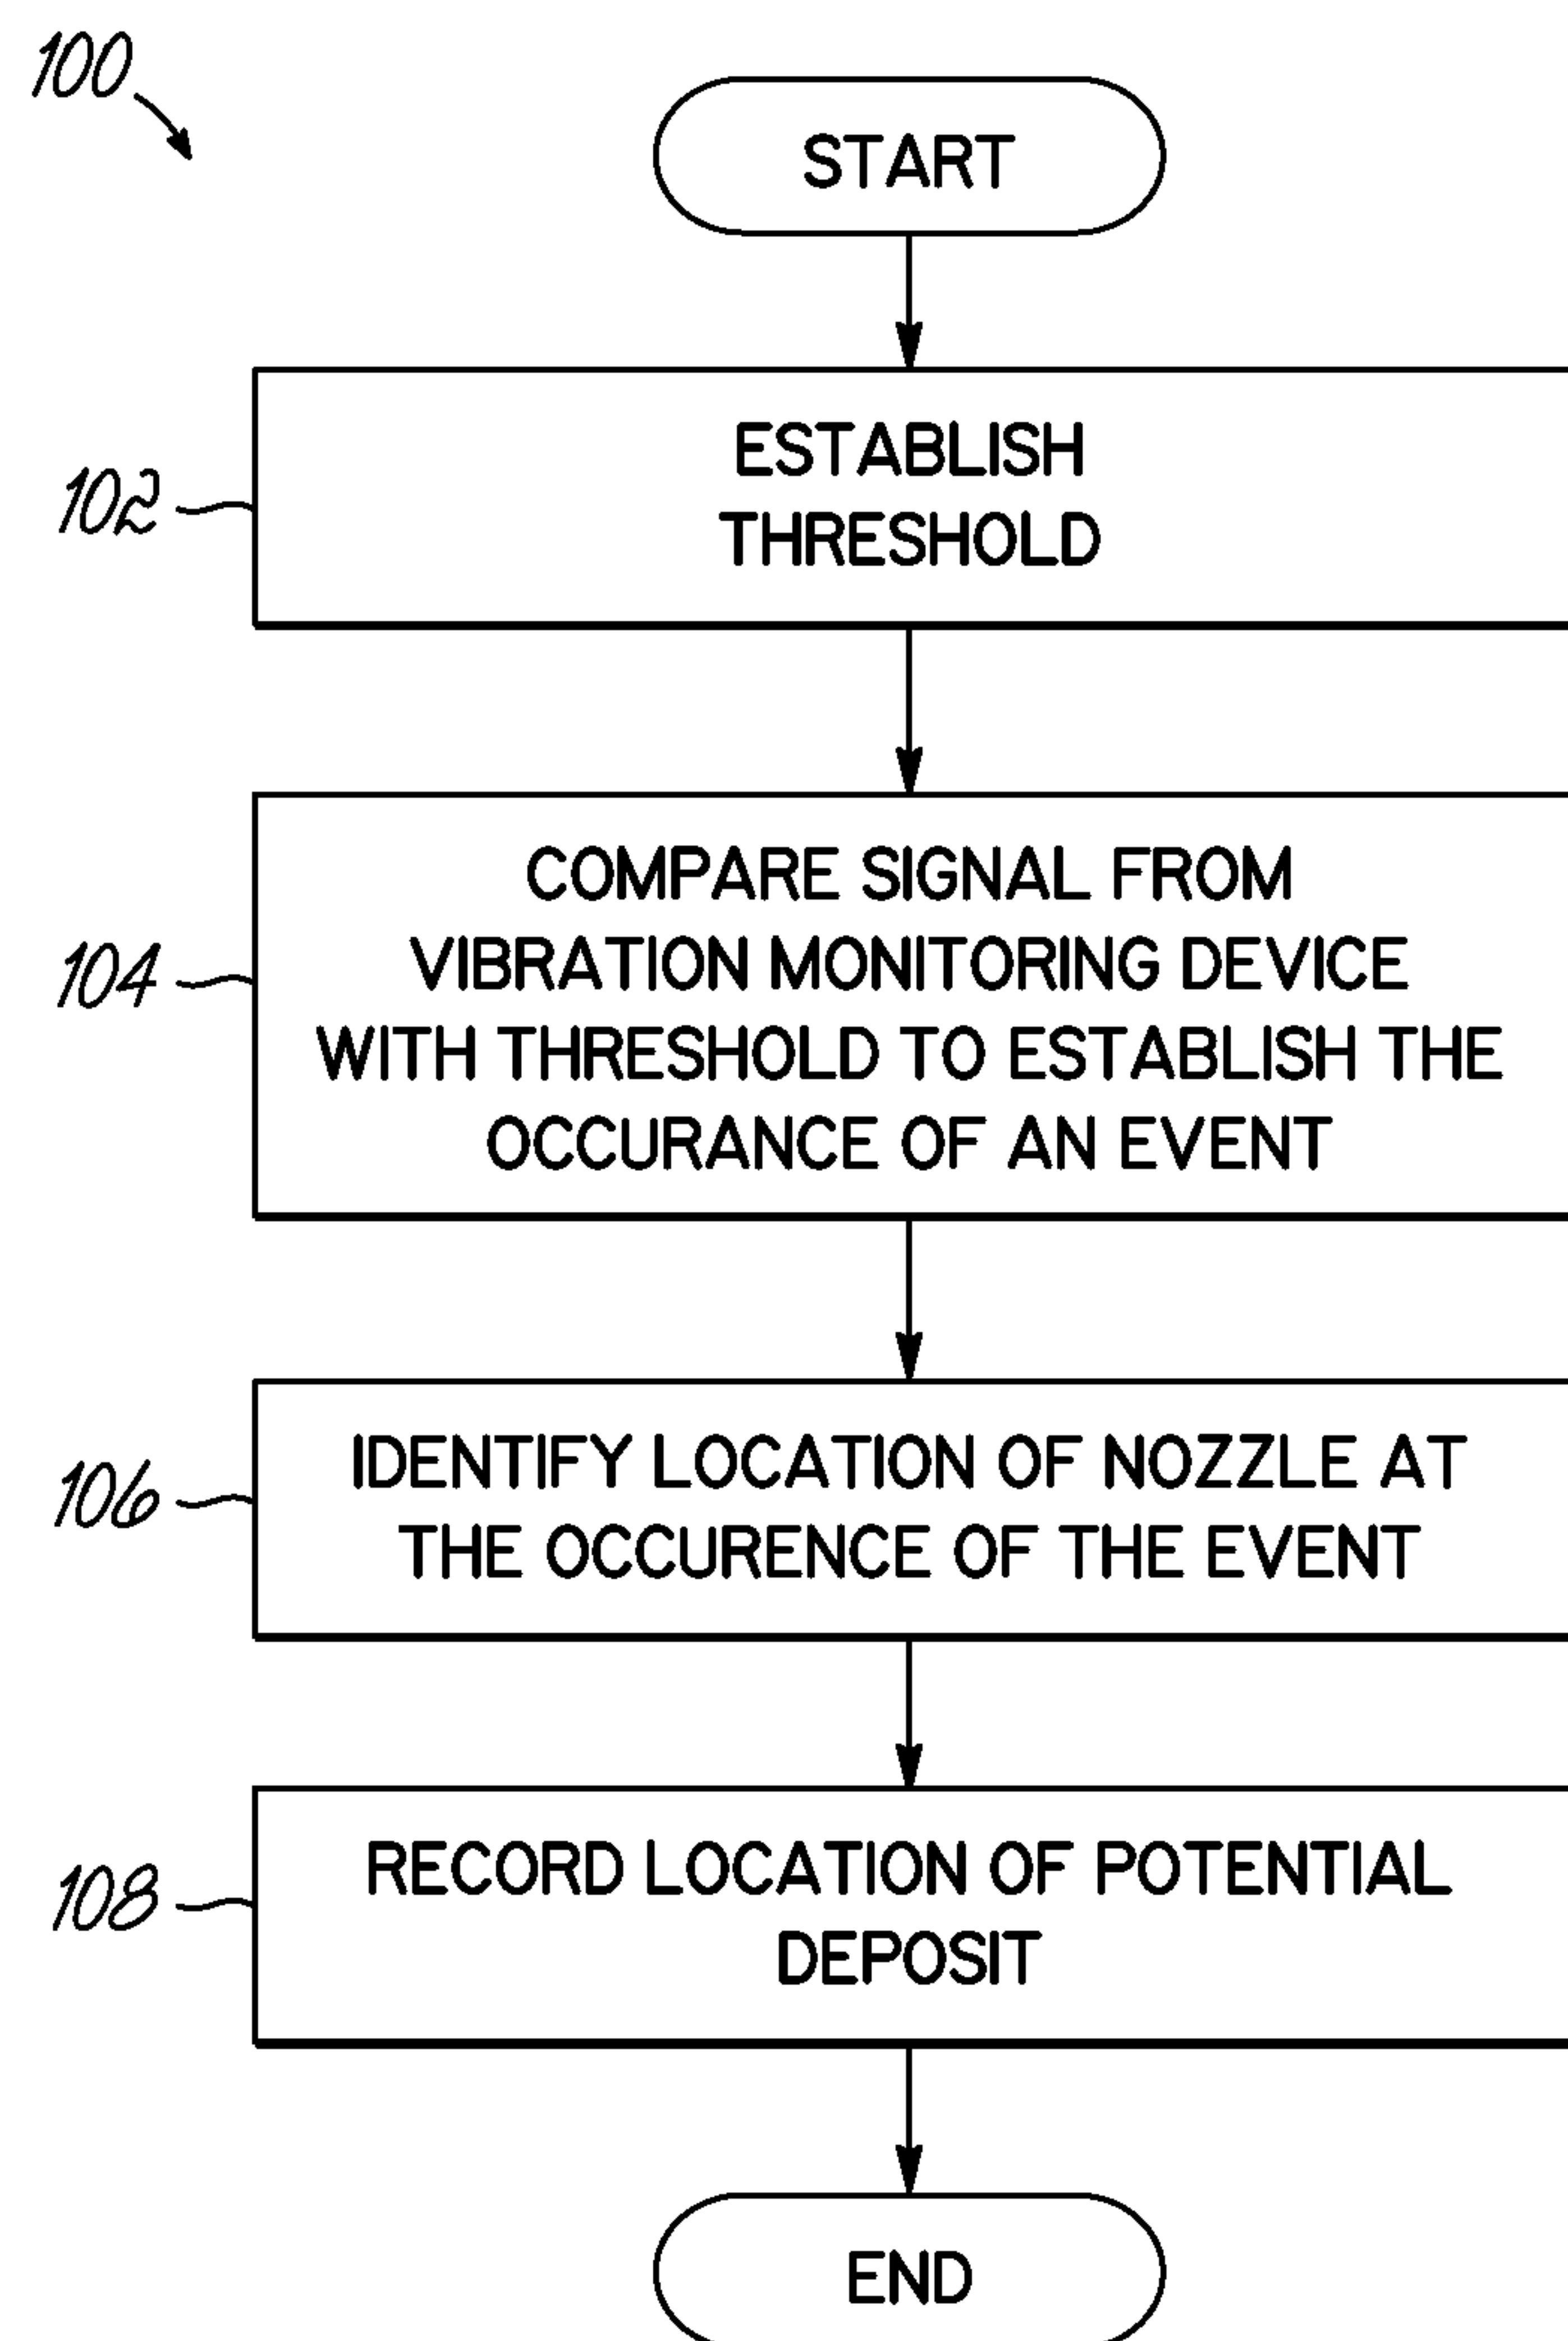 100
START
102
ESTABLISH
THRESHOLD
104
COMPARE SIGNAL FROM
VIBRATION MONITORING DEVICE
WITH THRESHOLD TO ESTABLISH THE
OCCURANCE OF AN EVENT
106
IDENTIFY LOCATION OF NOZZLE AT
THE OCCURENCE OF THE EVENT
108
RECORD LOCATION OF POTENTIAL
DEPOSIT
END